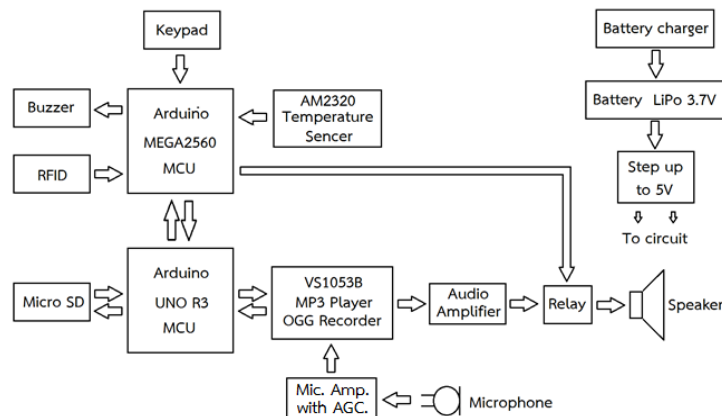 Keypad
Battery charger
Buzzer
Arduino
MEGA2560
MCU
AM2320
Temperature
Sencer
Battery LiPo 3.7V
RFID
Step up
to 5V
To circuit
Micro SD
Arduino
UNO R3
MCU
VS1053B
MP3 Player
OGG Recorder
Audio
Amplifier
Relay
Speaker
Mic. Amp.
with AGC.
Microphone